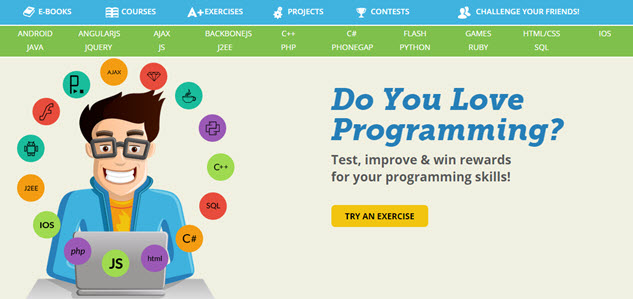 E-BOOKS COURSES EXERCISES PROJECTS CONTESTS CHALLENGE YOUR FRIENDS!
ANDROID ANGULARJS AJAX BACKBONEJS C++ C# FLASH GAMES HTML/CSS IOS
JAVA JQUERY JS J2EE PHP PHONEGAP PYTHON RUBY SQL
AJAX
Do You Love
Programming?
Test, improve & win rewards
for your programming skills!
TRY AN EXERCISE
C++
J2EE
SQL
IOS
C#
php
JS
html